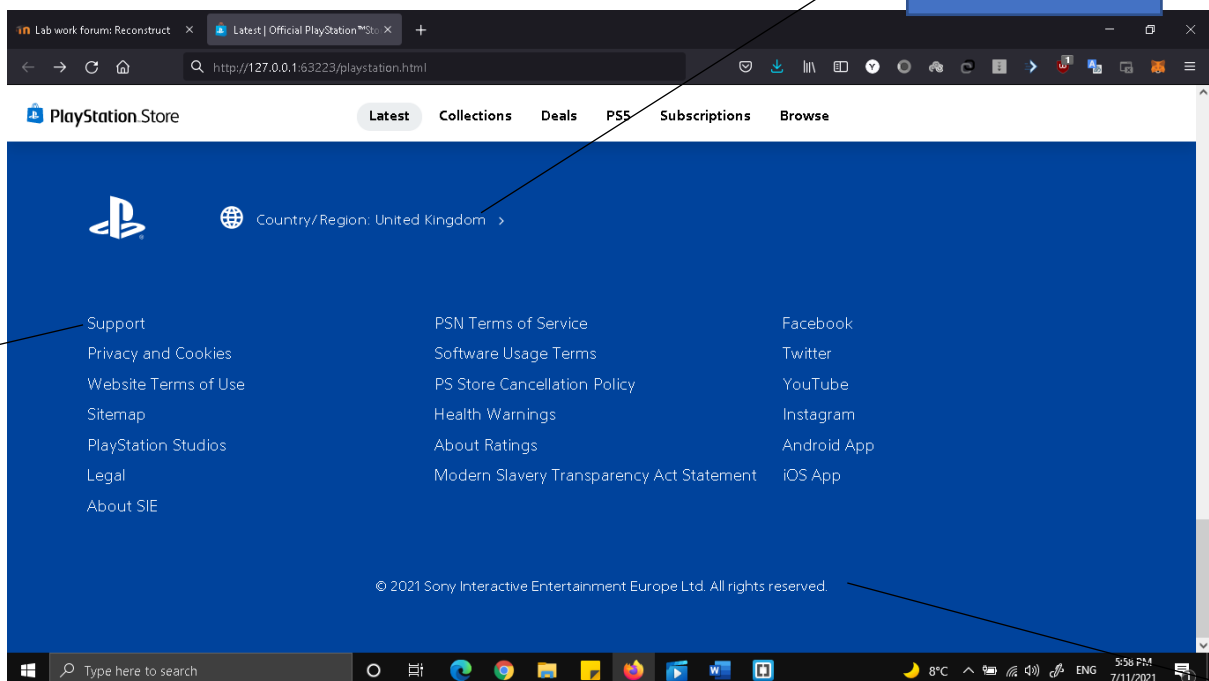 Lab work forum: Reconstruct
Latest | Official PlayStation™Sto
http://127.0.0.1:63223/playstation.html
PlayStation Store
Latest Collections Deals PS5 Subscriptions Browse
Country/Region: United Kingdom >
Support PSN Terms of Service Facebook
Privacy and Cookies Software Usage Terms Twitter
Website Terms of Use PS Store Cancellation Policy YouTube
Sitemap Health Warnings Instagram
PlayStation Studios About Ratings Android App
Legal Modern Slavery Transparency Act Statement iOS App
About SIE
© 2021 Sony Interactive Entertainment Europe Ltd. All rights reserved.
Type here to search
8°C ENG 5:58 PM
7/11/2021